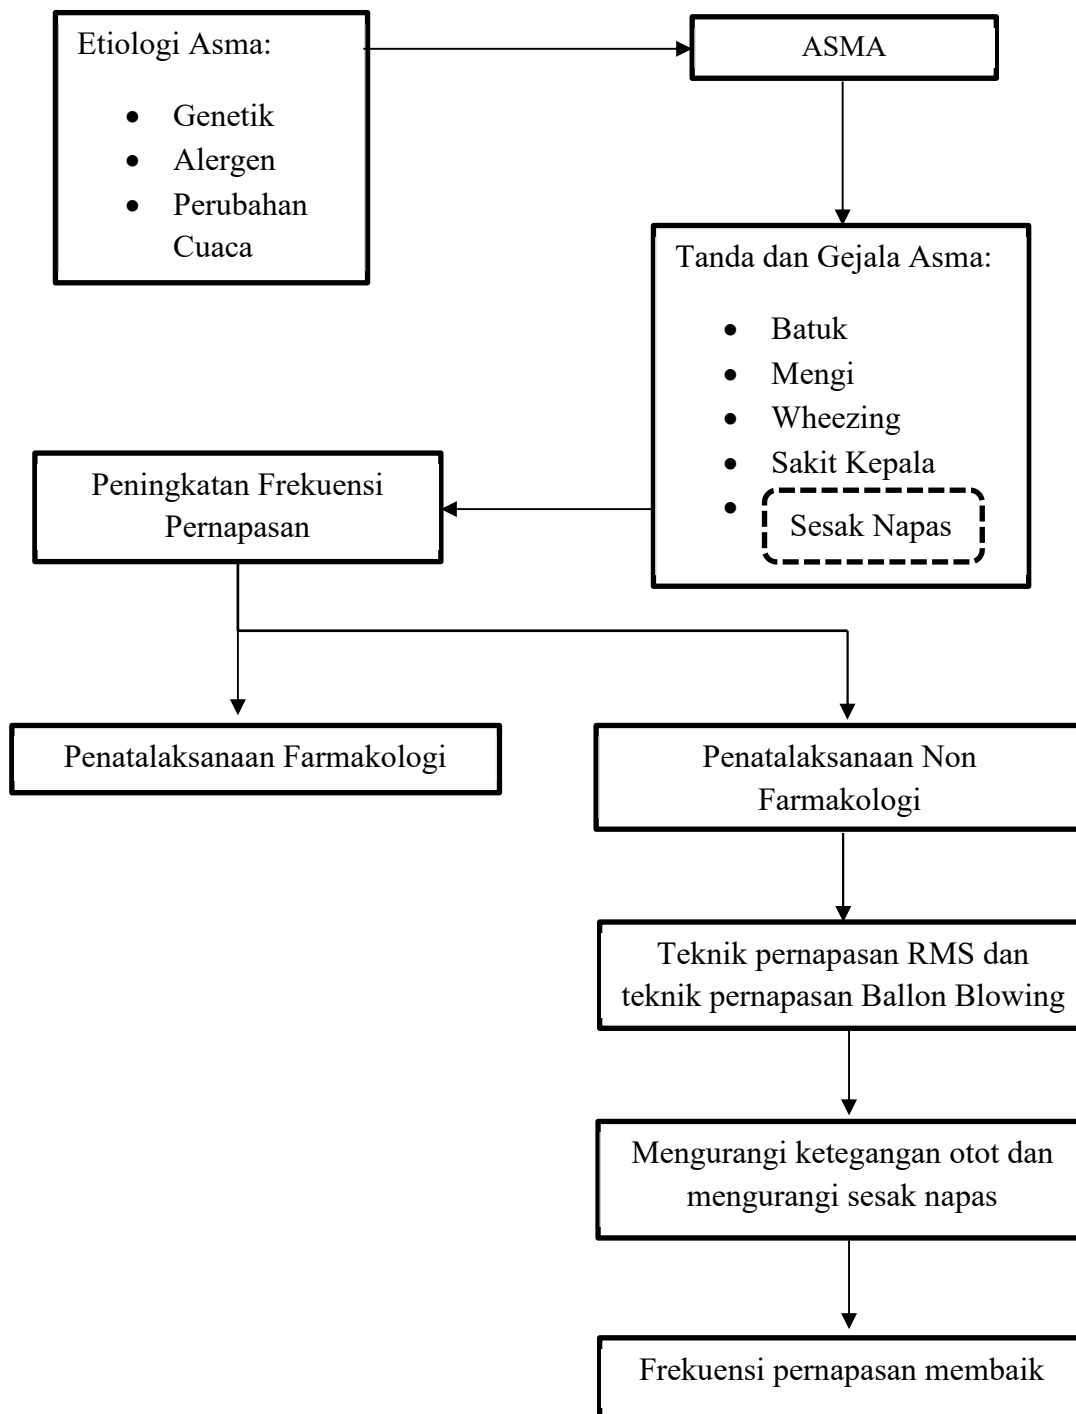 Etiologi Asma:
• Genetik
• Alergen
• Perubahan
Cuaca
ASMA
Tanda dan Gejala Asma:
• Batuk
• Mengi
• Wheezing
• Sakit Kepala
• Sesak Napas
Peningkatan Frekuensi
Pernapasan
Penatalaksanaan Farmakologi
Penatalaksanaan Non
Farmakologi
Teknik pernapasan RMS dan
teknik pernapasan Ballon Blowing
Mengurangi ketegangan otot dan
mengurangi sesak napas
Frekuensi pernapasan membaik